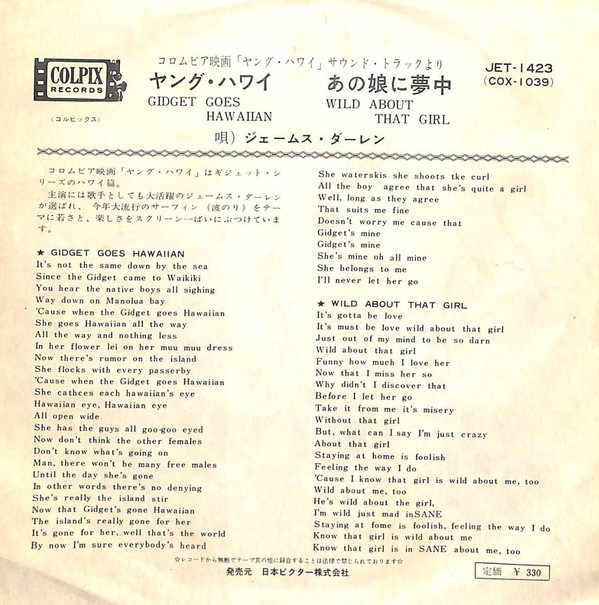 コロムビア映画「ヤング・ハワイ」サウンド・トラックより
COLPIX
RECORDS
〈コルピックス〉
ヤング・ハワイ
GIDGET GOES
HAWAIIAN
あの娘に夢中
WILD ABOUT
THAT GIRL
JET-1423
(COX-1039)
唄) ジェームス・ダーレン
コロムビア映画「ヤング・ハワイ」はギジェット・シ
リーズのハワイ篇。
主演には歌手としても大活躍のジェームス・ダーレン
が選ばれ、今年大流行のサーフィン (波のり) をテー
マに若さと、楽しさをスクリーン一ぱいにぶつけていま
す。
★ GIDGET GOES HAWAIIAN
It's not the same down by the sea
Since the Gidget came to Waikiki
You hear the native boys all sighing
Way down on Manolua bay
'Cause when the Gidget goes Hawaiian
She goes Hawaiian all the way
All the way and nothing less
In her flower lei on her muu muu dress
Now there's rumor on the island
She flocks with every passerby
'Cause when the Gidget goes Hawaiian
She cathces each hawaiian's eye
Hawaiian eye, Hawaiian eye
All open wide
She has the guys all goo-goo eyed
Now don't think the other females
Don't know what's going on
Man, there won't be many free males
Until the day she's gone
In other words there's no denying
She's really the island stir
Now that Gidget's gone Hawaiian
The island's really gone for her
It's gone for her, well that's the world
By now I'm sure everybody's heard
She waterskis she shoots tke curl
All the boy agree that she's quite a girl
Well, long as they agree
That suits me fine
Doesn't worry me cause that
Gidget's mine
Gidget's mine
She's mine oh all mine
She belongs to me
I'll never let her go
★ WILD ABOUT THAT GIRL
It's gotta be love
It's must be love wild about that girl
Just out of my mind to be so darn
Wild about that girl
Funny how much I love her
Now that I miss her so
Why didn't I discover that
Before I let her go
Take it from me it's misery
Without that girl
But, what can I say I'm just crazy
About that girl
Staying at home is foolish
Feeling the way I do
'Cause I know that girl is wild about me, too
Wild about me, too
He's wild about the girl,
I'm wild just mad inSANE
Staying at fome is foolish, feeling the way I do
Know that girl is wild about me
Know that girl is in SANE about me, too
☆レコードから無断でテープ其の他に録音することは法律で禁じられております☆
発売元 日本ビクター株式会社
定価 ¥ 330